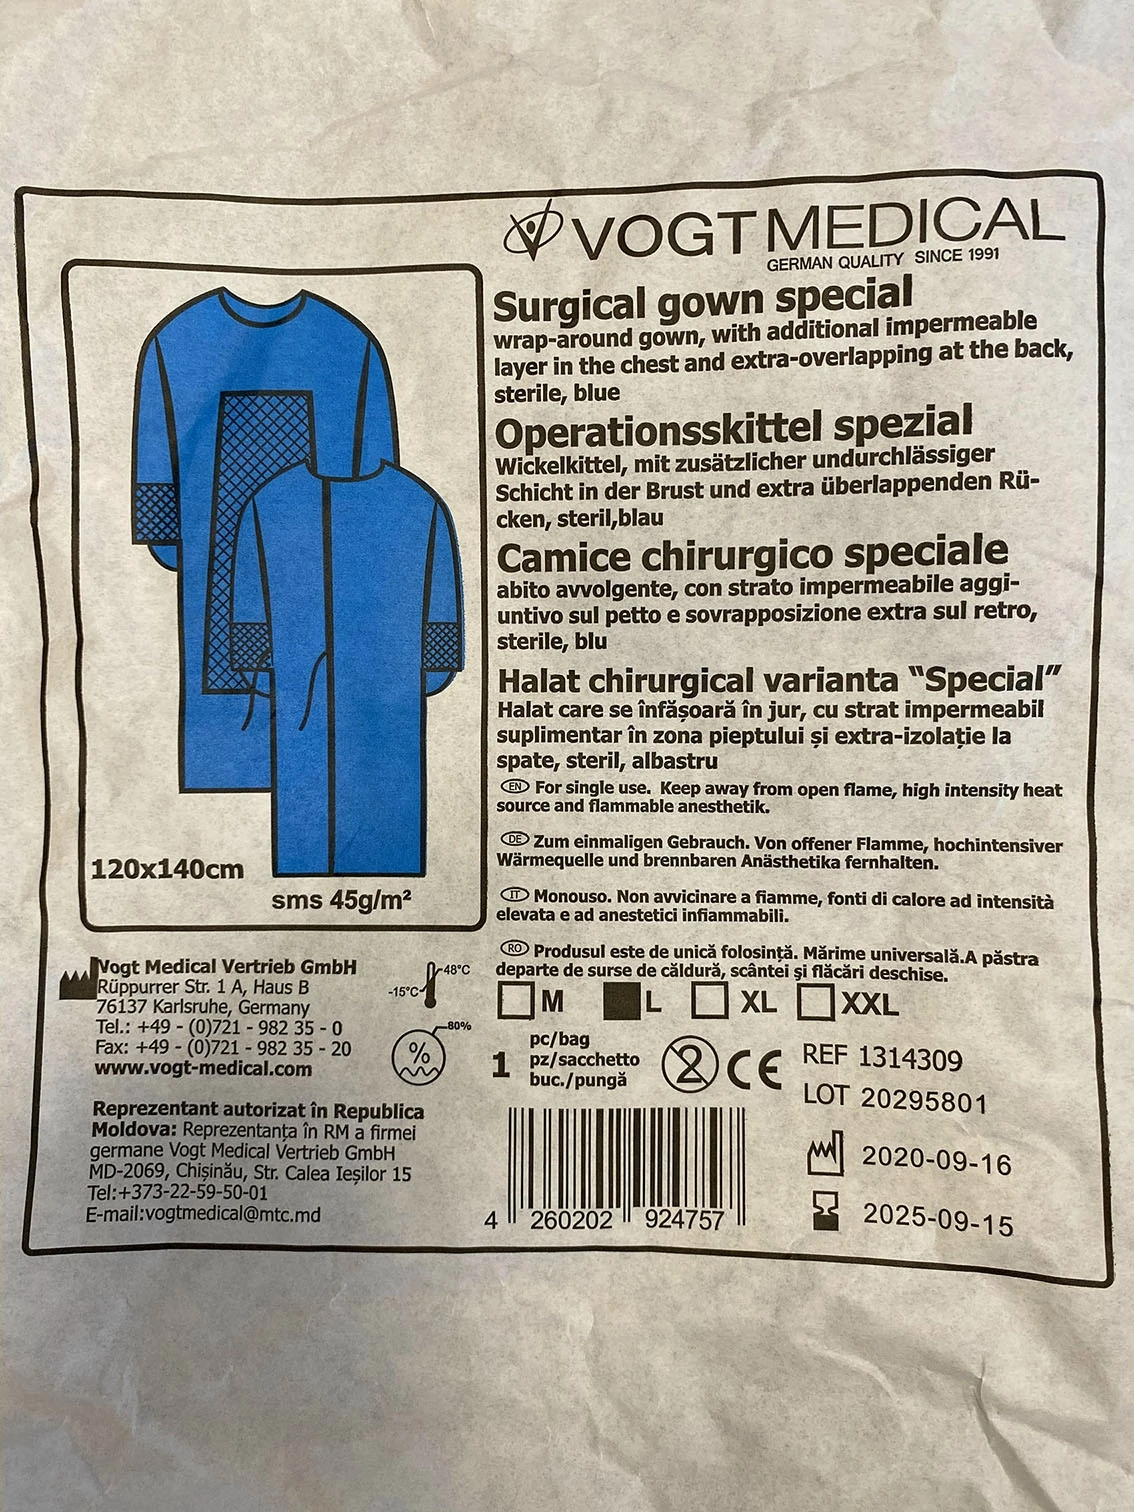 VOGT MEDICAL
GERMAN QUALITY SINCE 1991
Surgical gown special
wrap-around gown, with additional impermeable
layer in the chest and extra-overlapping at the back,
sterile, blue
Operationsskittel spezial
Wickelkittel, mit zusätzlicher undurchlässiger
Schicht in der Brust und extra überlappenden Rü-
cken, steril,blau
Camice chirurgico speciale
abito avvolgente, con strato impermeabile aggi-
untivo sul petto e sovrapposizione extra sul retro,
sterile, blu
Halat chirurgical varianta “Special”
Halat care se înfășoară în jur, cu strat impermeabil
suplimentar în zona pieptului și extra-izolație la
spate, steril, albastru
EN For single use. Keep away from open flame, high intensity heat
source and flammable anesthetik.
DE Zum einmaligen Gebrauch. Von offener Flamme, hochintensiver
Wärmequelle und brennbaren Anästhetika fernhalten.
IT Monouso. Non avvicinare a fiamme, fonti di calore ad intensità
elevata e ad anestetici infiammabili.
RO Produsul este de unică folosință. Mărime universală.A păstra
departe de surse de căldură, scântei şi flăcări deschise.
M L XL XXL
1
pc/bag
pz/sacchetto
buc./pungă
2
CE
REF 1314309
LOT 20295801
2020-09-16
2025-09-15
4 260202 924757
120x140cm
sms 45g/m²
Vogt Medical Vertrieb GmbH
Rüppurrer Str. 1 A, Haus B
76137 Karlsruhe, Germany
Tel.: +49 - (0)721 - 982 35 - 0
Fax: +49 - (0)721 - 982 35 - 20
www.vogt-medical.com
48°C
-15°C
80%
%
Reprezentant autorizat în Republica
Moldova: Reprezentanța în RM a firmei
germane Vogt Medical Vertrieb GmbH
MD-2069, Chișinău, Str. Calea Ieșilor 15
Tel:+373-22-59-50-01
E-mail:vogtmedical@mtc.md